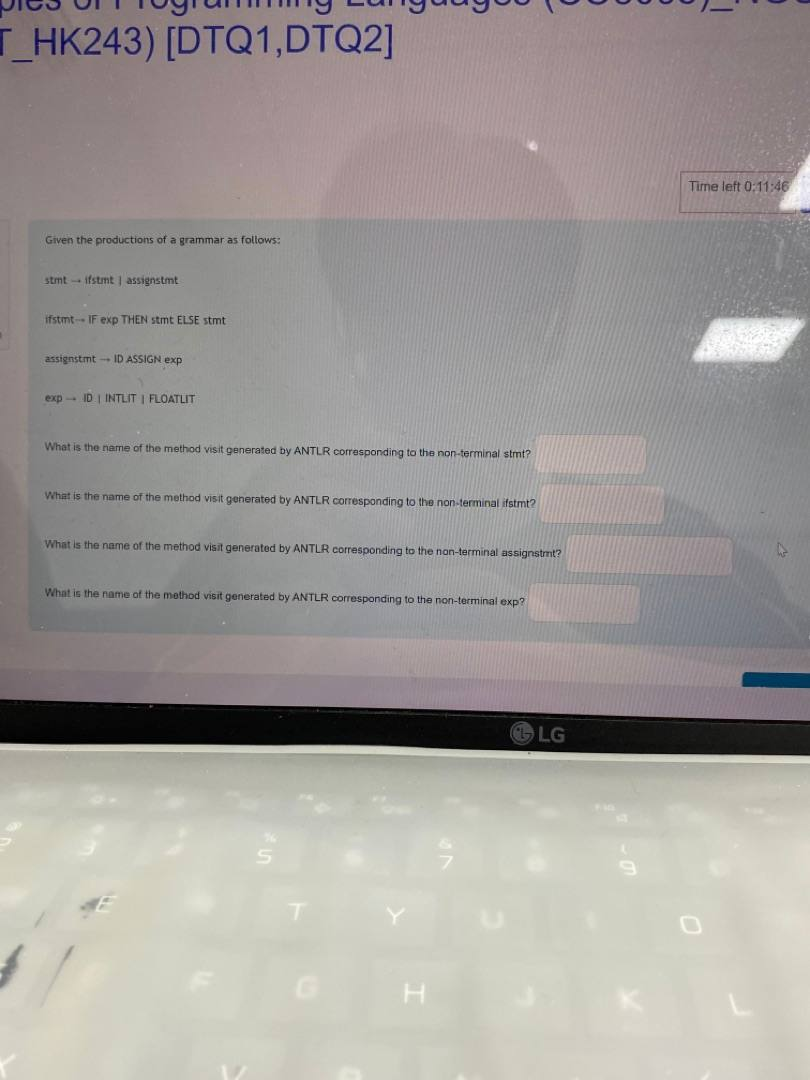 ples of Programming Languages
T_HK243) [DTQ1,DTQ2]
Time left 0:11:46
Given the productions of a grammar as follows:
stmt → ifstmt | assignstmt
ifstmt→ IF exp THEN stmt ELSE stmt
assignstmt → ID ASSIGN exp
exp → ID | INTLIT | FLOATLIT
What is the name of the method visit generated by ANTLR corresponding to the non-terminal stmt?
What is the name of the method visit generated by ANTLR corresponding to the non-terminal ifstmt?
What is the name of the method visit generated by ANTLR corresponding to the non-terminal assignstmt?
What is the name of the method visit generated by ANTLR corresponding to the non-terminal exp?
LG
% & (
3 5 7 9
E T Y U I O
F G H J K L
V B